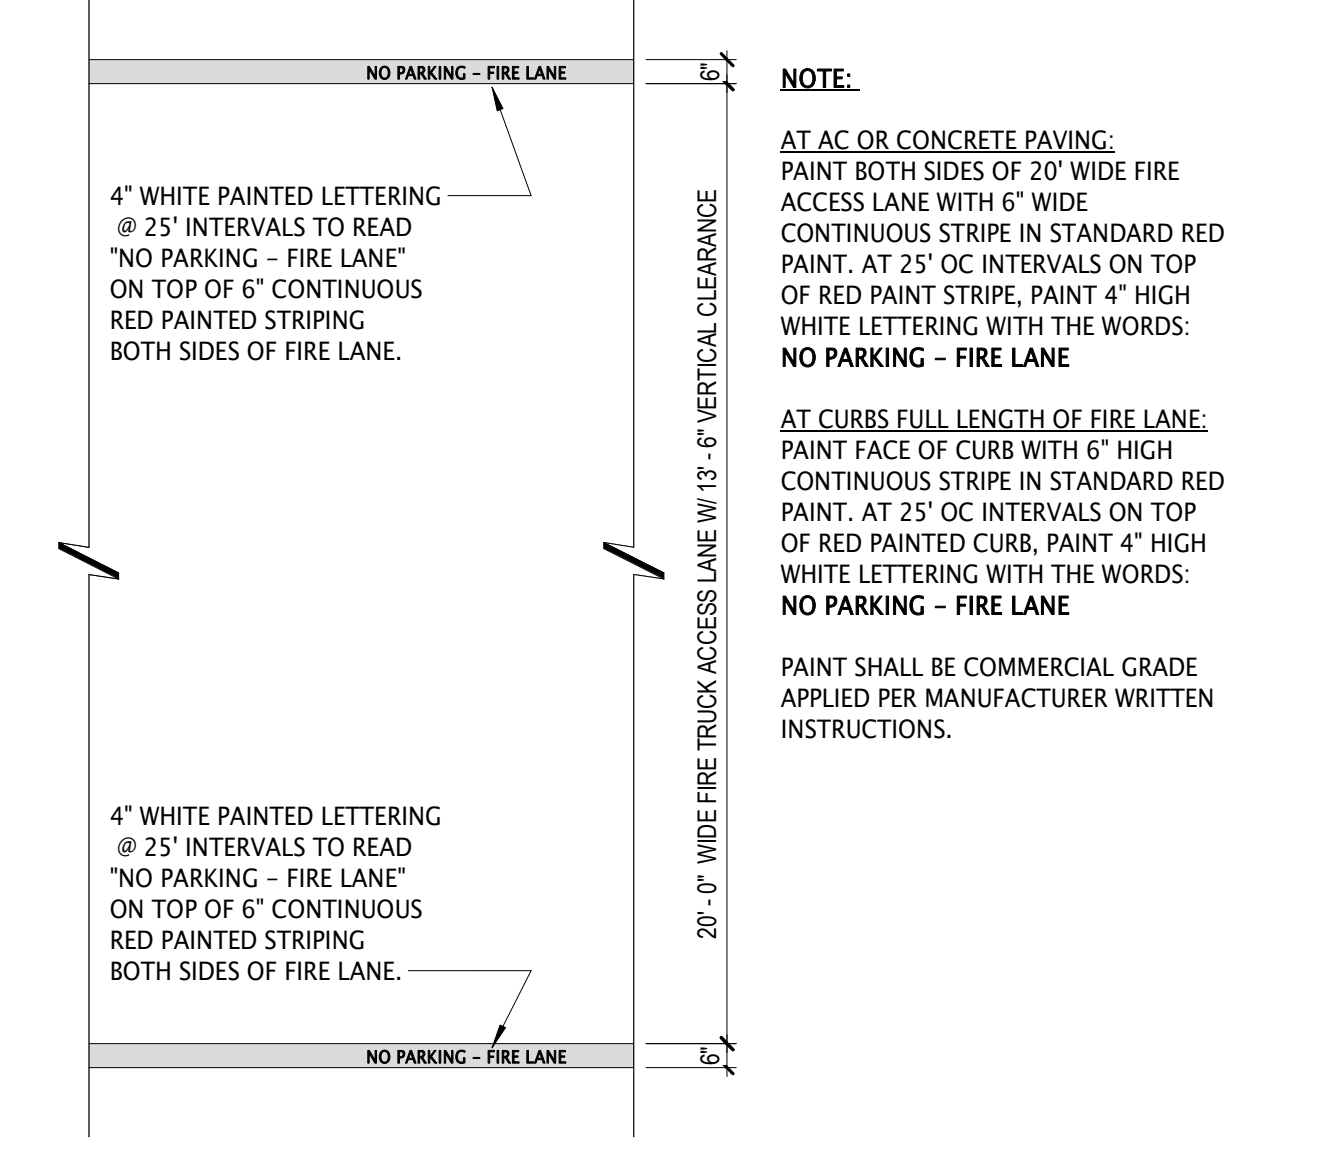 NO PARKING – FIRE LANE
6"
4" WHITE PAINTED LETTERING
@ 25' INTERVALS TO READ
"NO PARKING – FIRE LANE"
ON TOP OF 6" CONTINUOUS
RED PAINTED STRIPING
BOTH SIDES OF FIRE LANE.
20' - 0" WIDE FIRE TRUCK ACCESS LANE W/ 13' - 6" VERTICAL CLEARANCE
4" WHITE PAINTED LETTERING
@ 25' INTERVALS TO READ
"NO PARKING – FIRE LANE"
ON TOP OF 6" CONTINUOUS
RED PAINTED STRIPING
BOTH SIDES OF FIRE LANE.
NO PARKING – FIRE LANE
6"
NOTE:
AT AC OR CONCRETE PAVING:
PAINT BOTH SIDES OF 20' WIDE FIRE
ACCESS LANE WITH 6" WIDE
CONTINUOUS STRIPE IN STANDARD RED
PAINT. AT 25' OC INTERVALS ON TOP
OF RED PAINT STRIPE, PAINT 4" HIGH
WHITE LETTERING WITH THE WORDS:
NO PARKING – FIRE LANE
AT CURBS FULL LENGTH OF FIRE LANE:
PAINT FACE OF CURB WITH 6" HIGH
CONTINUOUS STRIPE IN STANDARD RED
PAINT. AT 25' OC INTERVALS ON TOP
OF RED PAINTED CURB, PAINT 4" HIGH
WHITE LETTERING WITH THE WORDS:
NO PARKING – FIRE LANE
PAINT SHALL BE COMMERCIAL GRADE
APPLIED PER MANUFACTURER WRITTEN
INSTRUCTIONS.